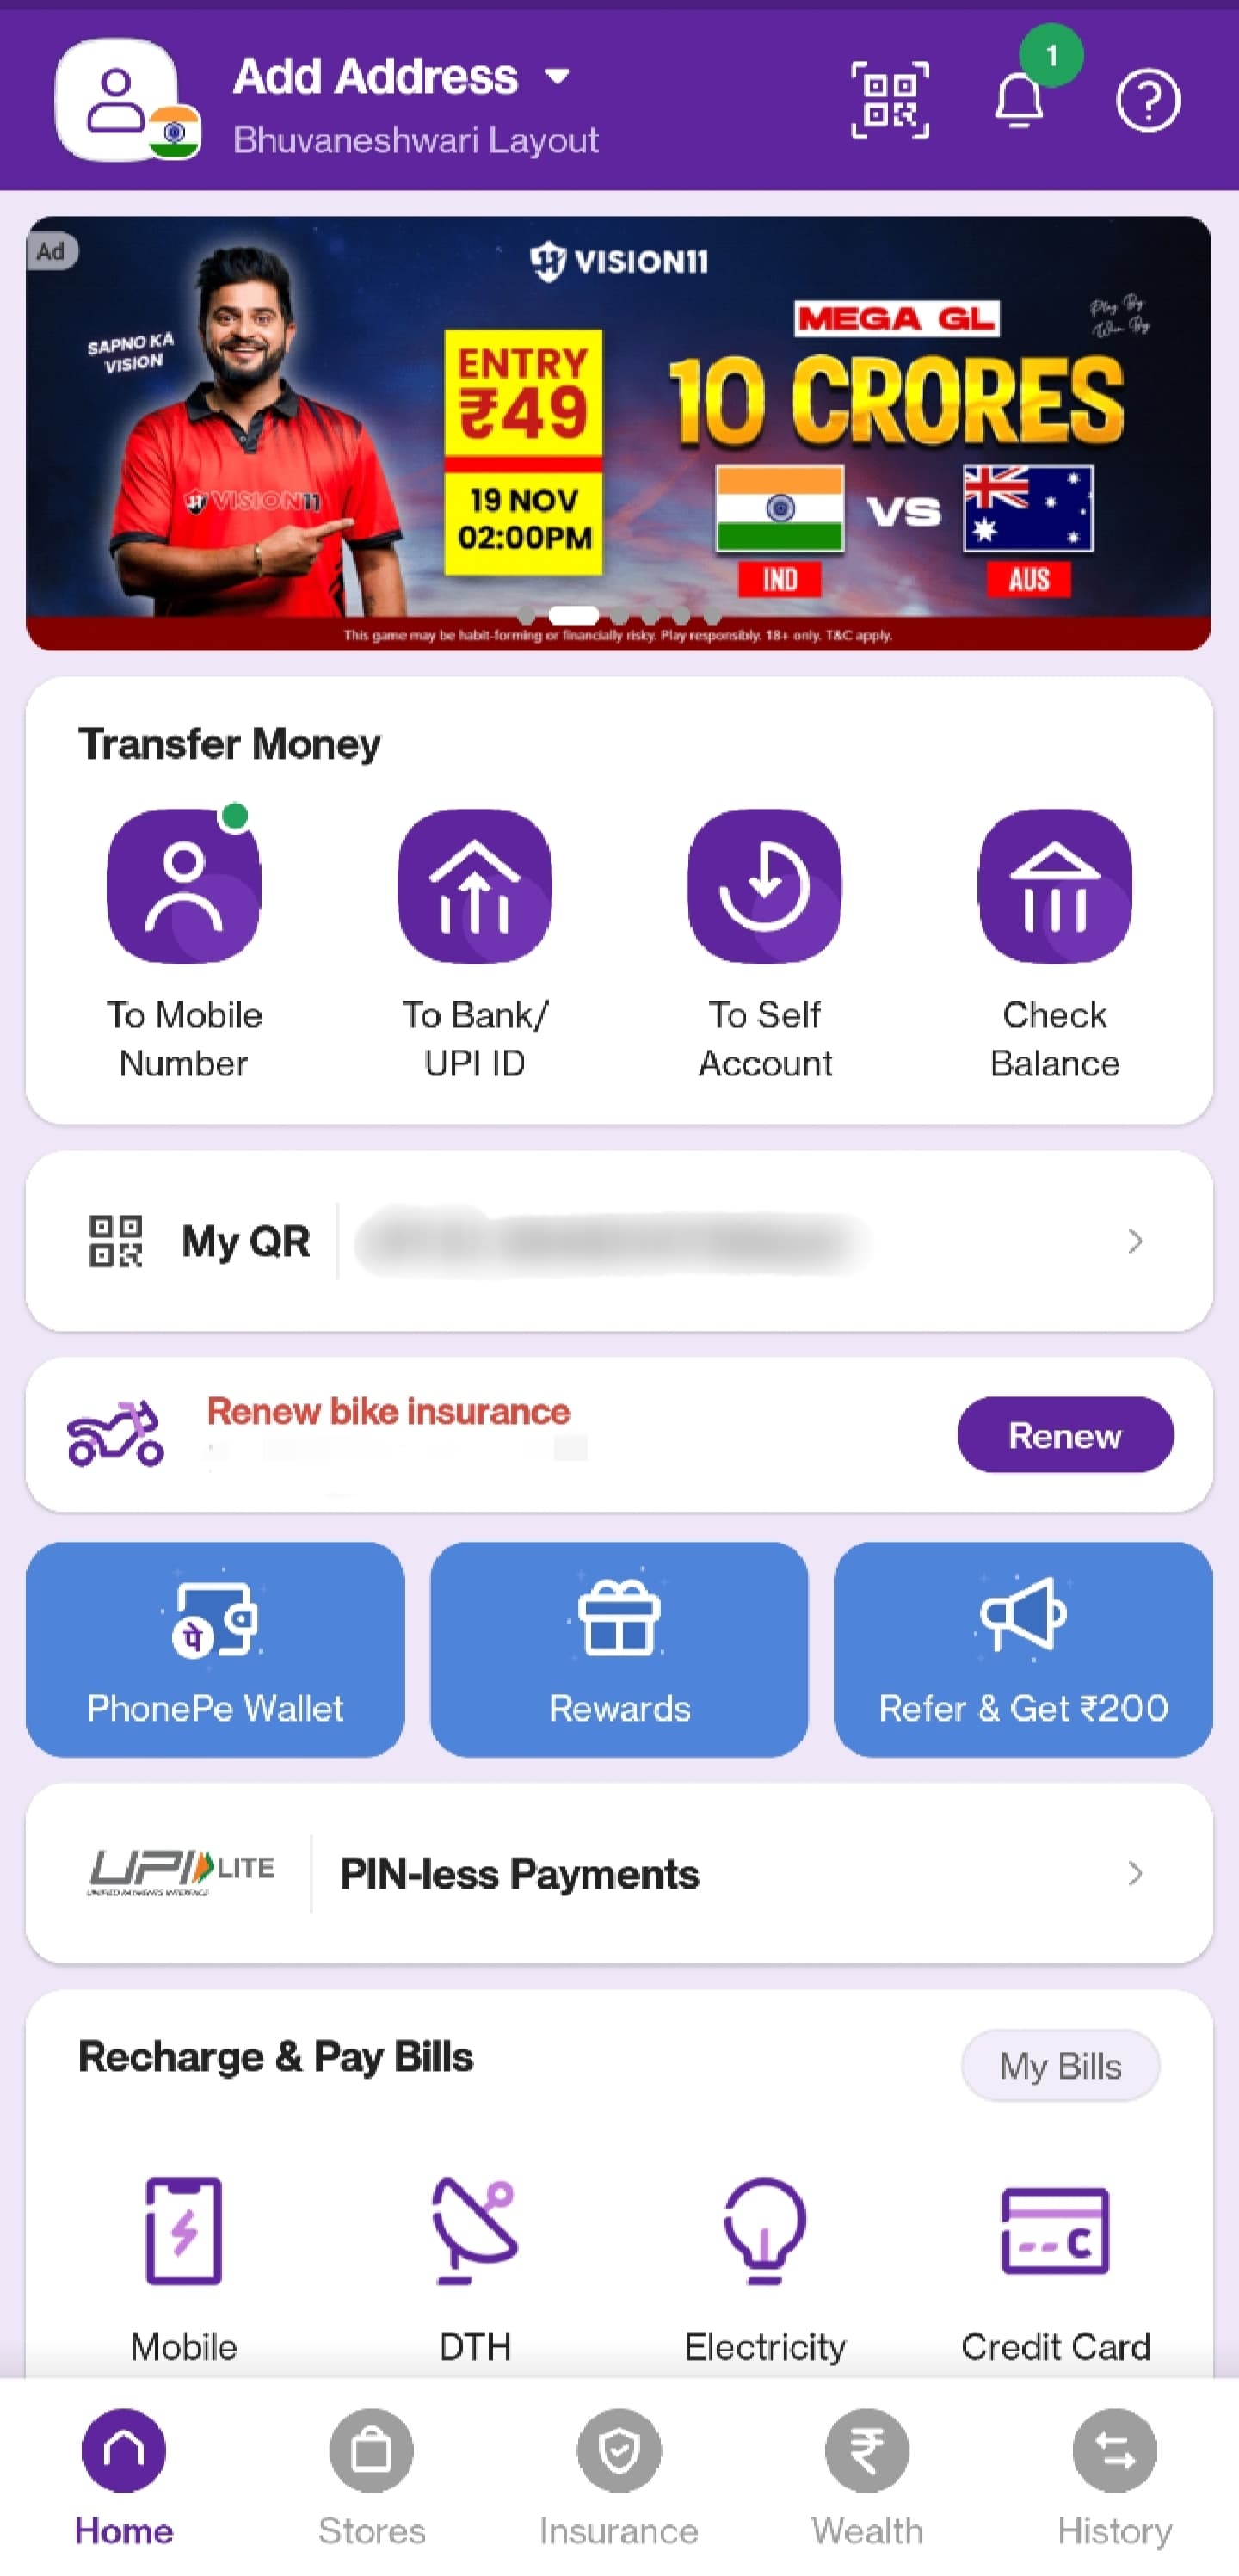 Add Address
Bhuvaneshwari Layout
1
Ad
VISION11
SAPNO KA
VISION
ENTRY
₹49
19 NOV
02:00PM
MEGA GL
Play By
Win By
10 CRORES
VISION11
VS
IND
AUS
This game may be habit-forming or financially risky. Play responsibly. 18+ only. T&C apply.
Transfer Money
To Mobile
Number
To Bank/
UPI ID
To Self
Account
Check
Balance
My QR
Renew bike insurance
Renew
पे
PhonePe Wallet
Rewards
Refer & Get ₹200
UPI LITE
UNIFIED PAYMENTS INTERFACE
PIN-less Payments
Recharge & Pay Bills
My Bills
Mobile
DTH
Electricity
Credit Card
Home
Stores
Insurance
Wealth
History